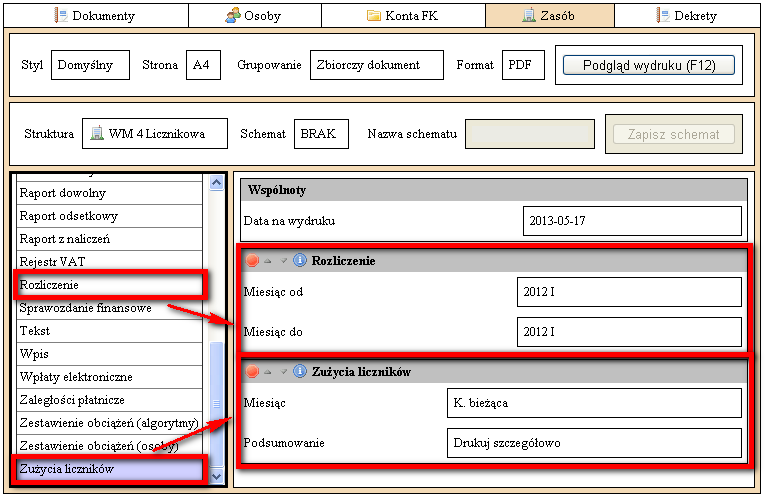 Dokumenty Osoby Konta FK Zasób Dekrety
Styl Domyślny Strona A4 Grupowanie Zbiorczy dokument Format PDF Podgląd wydruku (F12)
Struktura WM 4 Licznikowa Schemat BRAK Nazwa schematu Zapisz schemat
Raport dowolny
Raport odsetkowy
Raport z naliczeń
Rejestr VAT
Rozliczenie
Sprawozdanie finansowe
Tekst
Wpis
Wpłaty elektroniczne
Zaległości płatnicze
Zestawienie obciążeń (algorytmy)
Zestawienie obciążeń (osoby)
Zużycia liczników
Wspólnoty
Data na wydruku 2013-05-17
Rozliczenie
Miesiąc od 2012 I
Miesiąc do 2012 I
Zużycia liczników
Miesiąc K. bieżąca
Podsumowanie Drukuj szczegółowo